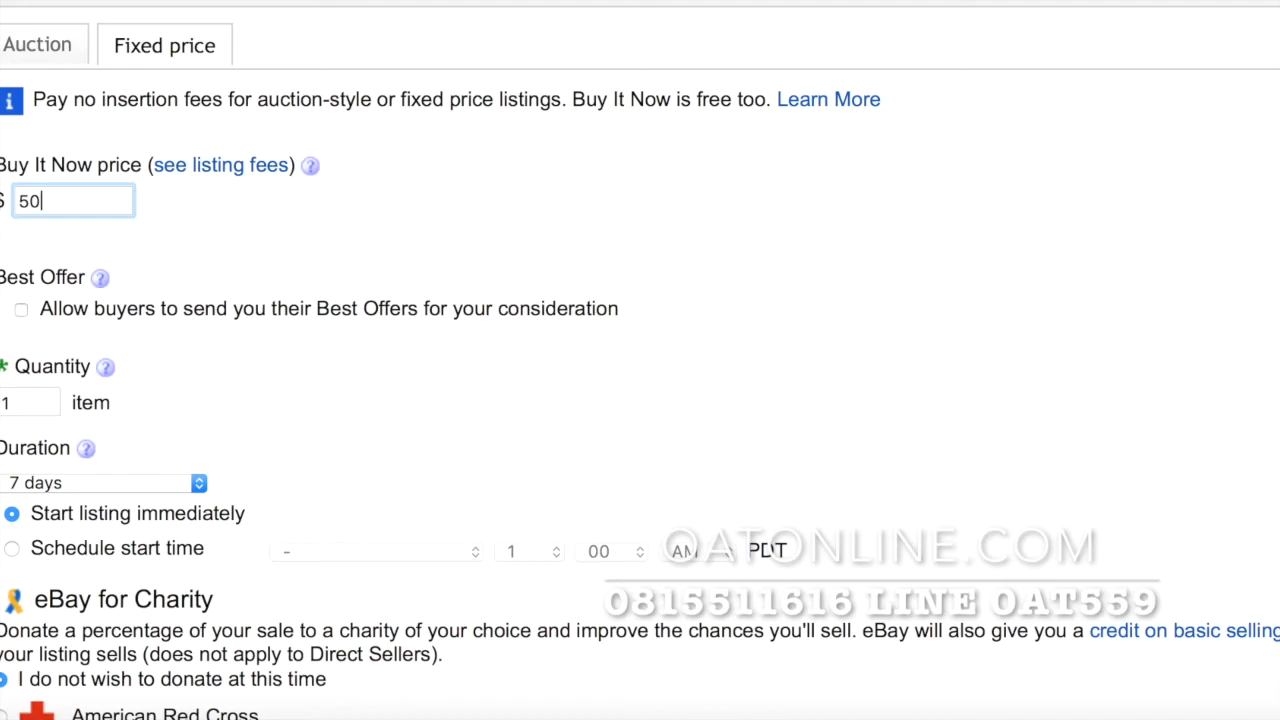 Auction
Fixed price
Pay no insertion fees for auction-style or fixed price listings. Buy It Now is free too. Learn More
Buy It Now price (see listing fees) ?
$ 50
Best Offer ?
Allow buyers to send you their Best Offers for your consideration
* Quantity ?
1 item
Duration ?
7 days
Start listing immediately
Schedule start time - 1 00 AM PDT
OATONLINE.COM
0815511616 LINE OAT559
eBay for Charity
Donate a percentage of your sale to a charity of your choice and improve the chances you'll sell. eBay will also give you a credit on basic selling
your listing sells (does not apply to Direct Sellers).
I do not wish to donate at this time
American Red Cross